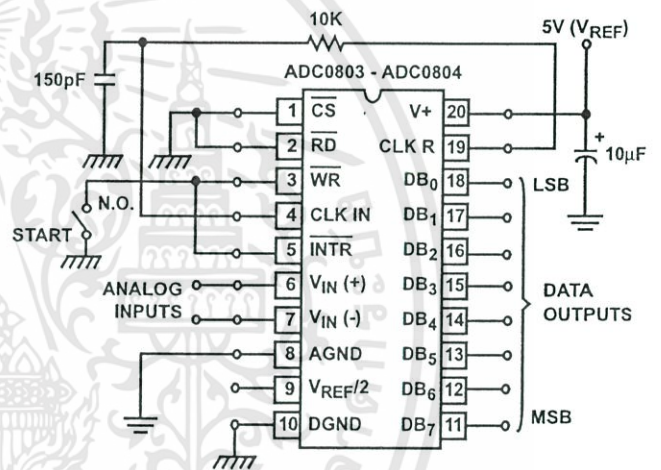 10K
5V (VREF)
150pF
ADC0803 - ADC0804
1 CS V+ 20
2 RD CLK R 19
10µF
+
3 WR DB0 18 LSB
N.O.
4 CLK IN DB1 17
START
5 INTR DB2 16
ANALOG INPUTS
6 VIN (+) DB3 15
DATA OUTPUTS
7 VIN (-) DB4 14
8 AGND DB5 13
9 VREF/2 DB6 12
10 DGND DB7 11 MSB